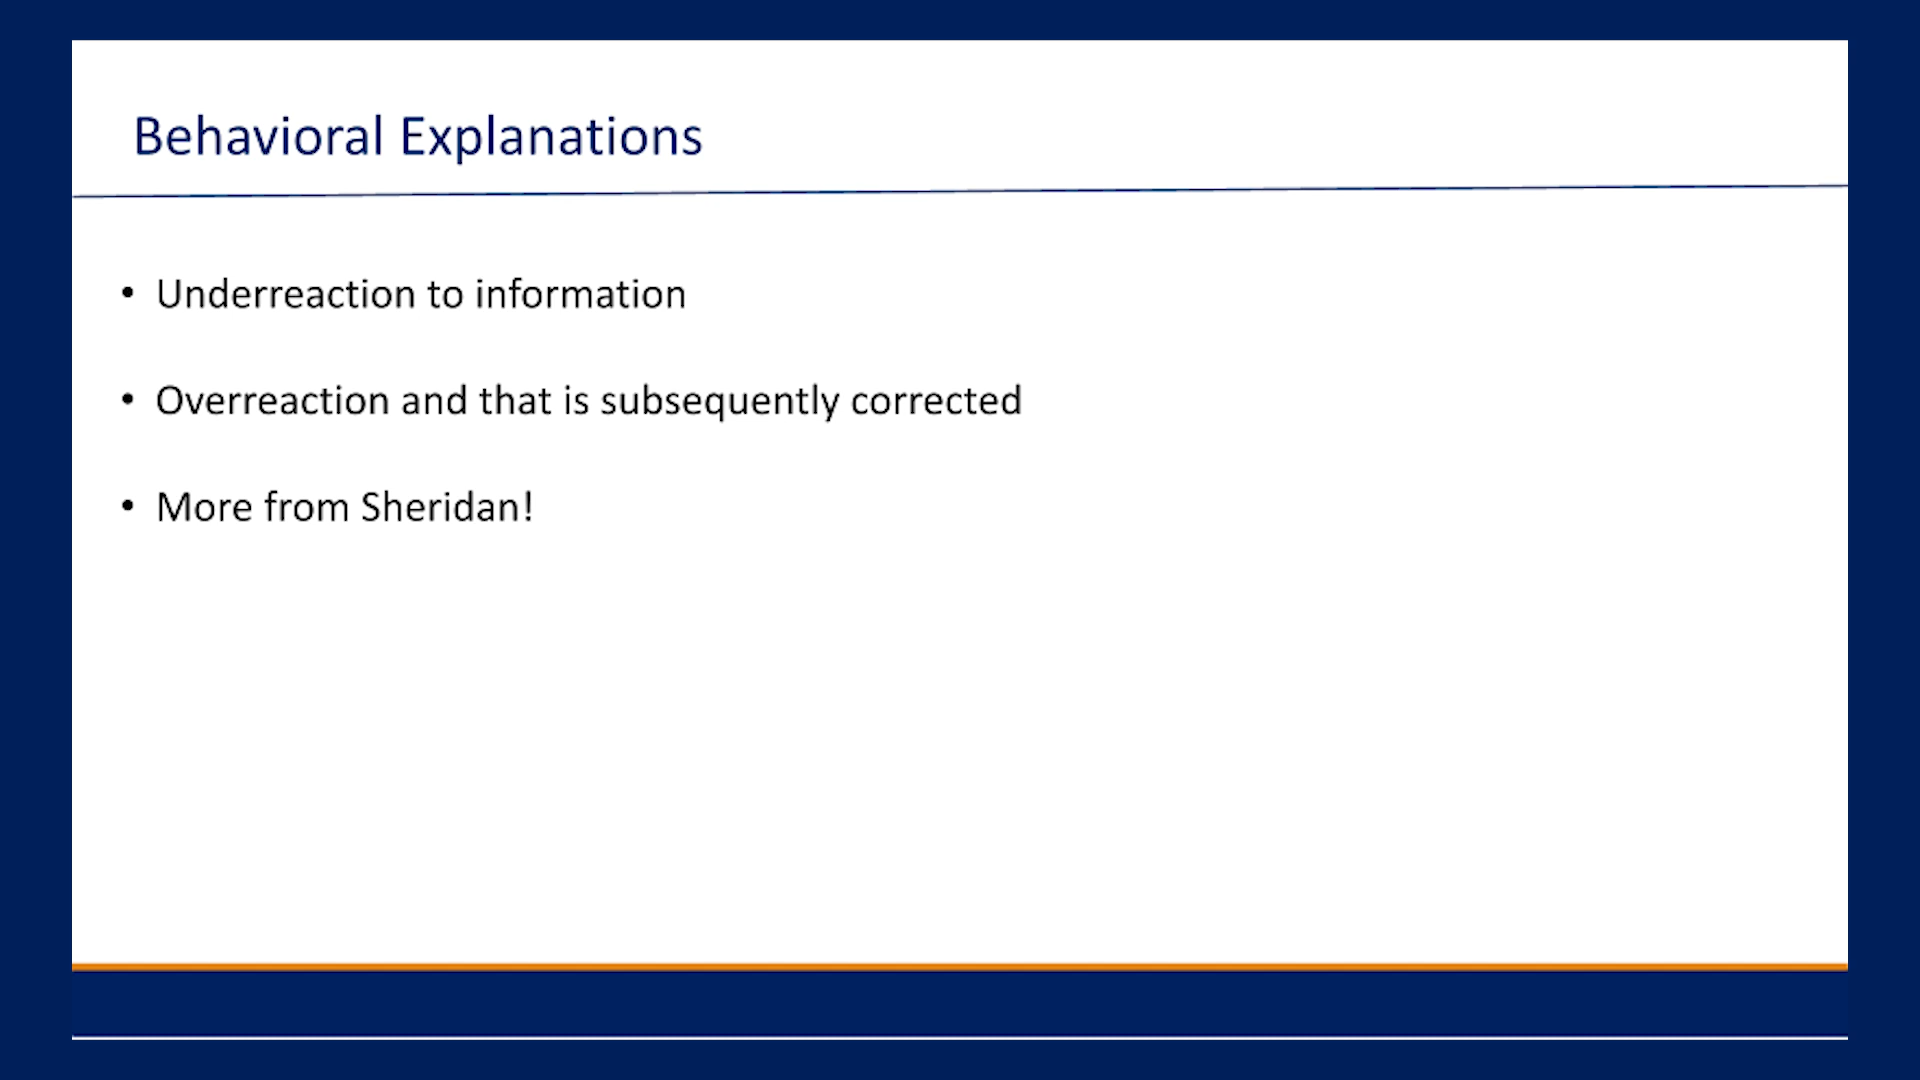 Behavioral Explanations
• Underreaction to information
• Overreaction and that is subsequently corrected
• More from Sheridan!